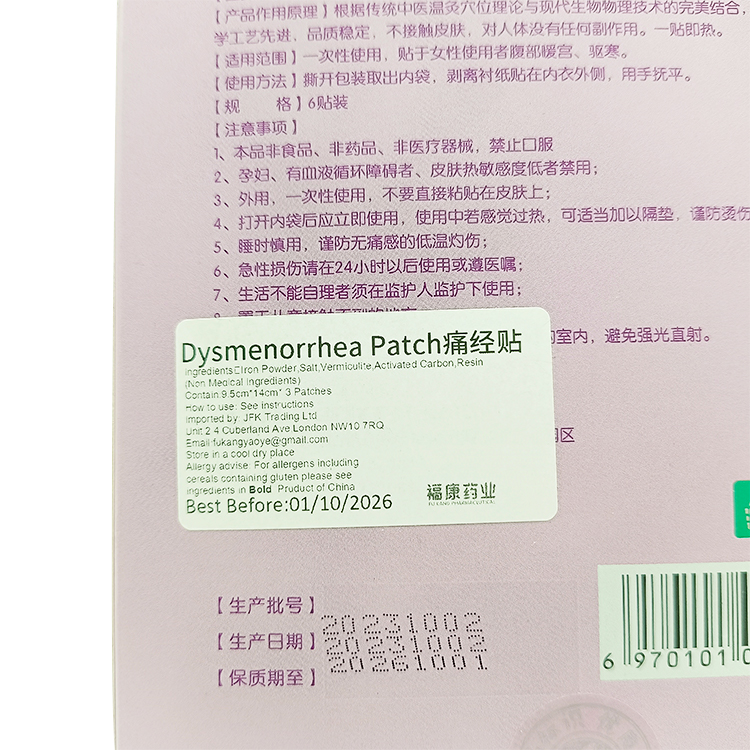 【产品作用原理】根据传统中医温灸穴位理论与现代生物物理技术的完美结合,
学工艺先进，品质稳定，不接触皮肤，对人体没有任何副作用。一贴即热。
【适用范围】一次性使用，贴于女性使用者腹部暖宫、驱寒。
【使用方法】撕开包装取出内袋，剥离衬纸贴在内衣外侧，用手抚平。
【规 格】6贴装
【注意事项】
1、本品非食品、非药品、非医疗器械，禁止口服
2、孕妇、有血液循环障碍者、皮肤热敏感度低者禁用；
3、外用，一次性使用，不要直接粘贴在皮肤上；
4、打开内袋后应立即使用，使用中若感觉过热，可适当加以隔垫，谨防烫伤
5、睡时慎用，谨防无痛感的低温灼伤；
6、急性损伤请在24小时以后使用或遵医嘱；
7、生活不能自理者须在监护人监护下使用；
室内，避免强光直射。
区
Dysmenorrhea Patch痛经贴
Ingredients:Iron Powder,Salt,Vermiculite,Activated Carbon,Resin
(Non Medical Ingredients)
Contain:9.5cm*14cm* 3 Patches
How to use: See instructions
Imported by: JFK Trading Ltd
Unit 2 4 Cuberland Ave London NW10 7RQ
Email:fukangyaoye@gmail.com
Store in a cool dry place
Allergy advise: For allergens including
cereals containing gluten please see
ingredients in Bold. Product of China
Best Before:01/10/2026
福康药业
FU KANG PHARMACEUTICAL
【生产批号】20231002
【生产日期】20231002
【保质期至】20261001
6 970101 0